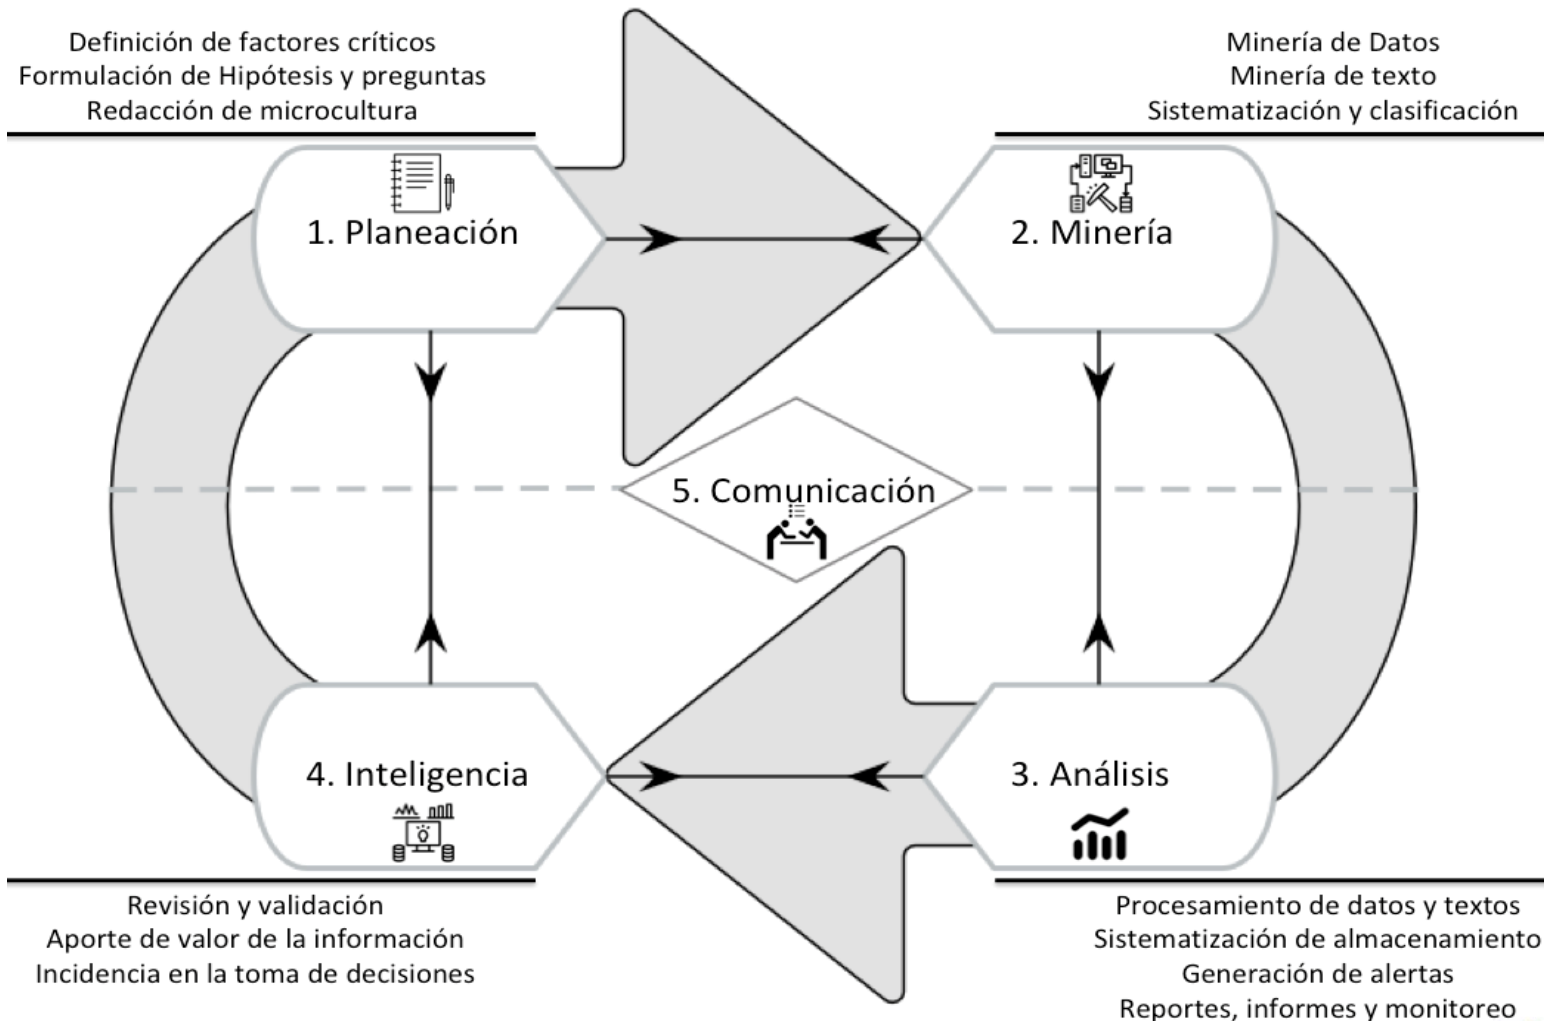 Definición de factores críticos
Formulación de Hipótesis y preguntas
Redacción de microcultura
Minería de Datos
Minería de texto
Sistematización y clasificación
1. Planeación
2. Minería
5. Comunicación
4. Inteligencia
3. Análisis
Revisión y validación
Aporte de valor de la información
Incidencia en la toma de decisiones
Procesamiento de datos y textos
Sistematización de almacenamiento
Generación de alertas
Reportes, informes y monitoreo